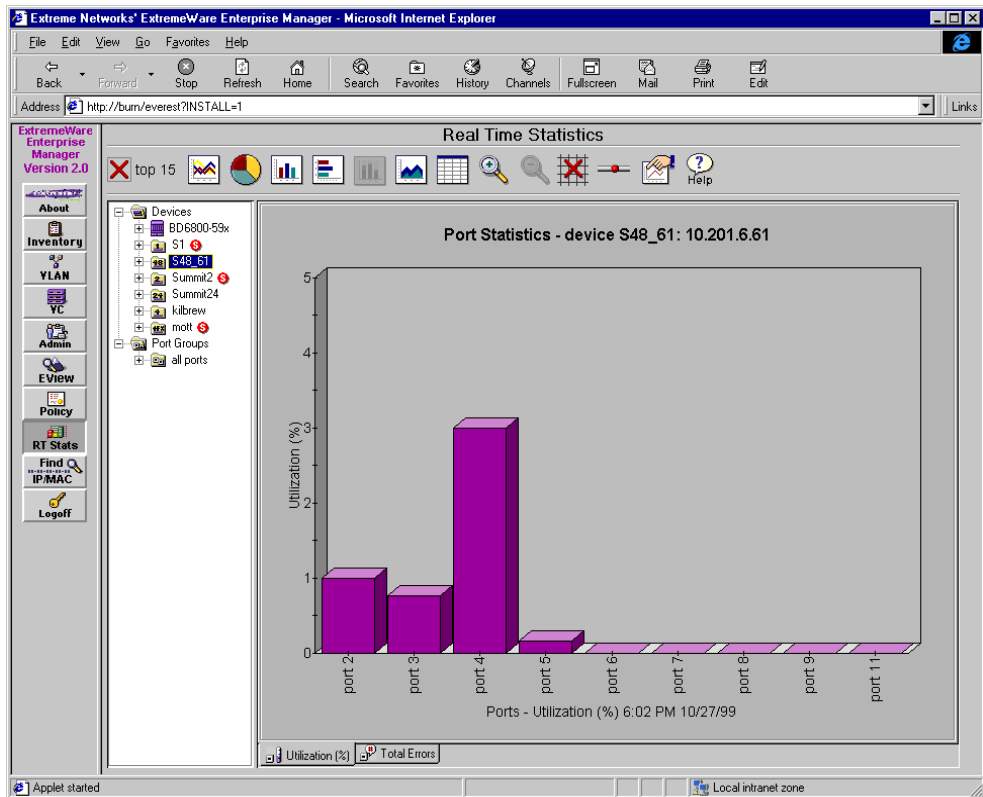 Extreme Networks' ExtremeWare Enterprise Manager - Microsoft Internet Explorer
File Edit View Go Favorites Help
Back Forward Stop Refresh Home Search Favorites History Channels Fullscreen Mail Print Edit
Address http://burn/everest?INSTALL=1 Links
ExtremeWare
Enterprise
Manager
Version 2.0
About
Inventory
VLAN
VC
Admin
EView
Policy
RT Stats
Find
IP/MAC
Logoff
Real Time Statistics
top 15
Help
Devices
BD6800-59x
S1
S48_61
Summit2
Summit24
kilbrew
mott
Port Groups
all ports
Port Statistics - device S48_61: 10.201.6.61
Utilization (%)
5
4
3
2
1
0
port 2 port 3 port 4 port 5 port 6 port 7 port 8 port 9 port 11
Ports - Utilization (%) 6:02 PM 10/27/99
Utilization (%) Total Errors
Applet started Local intranet zone